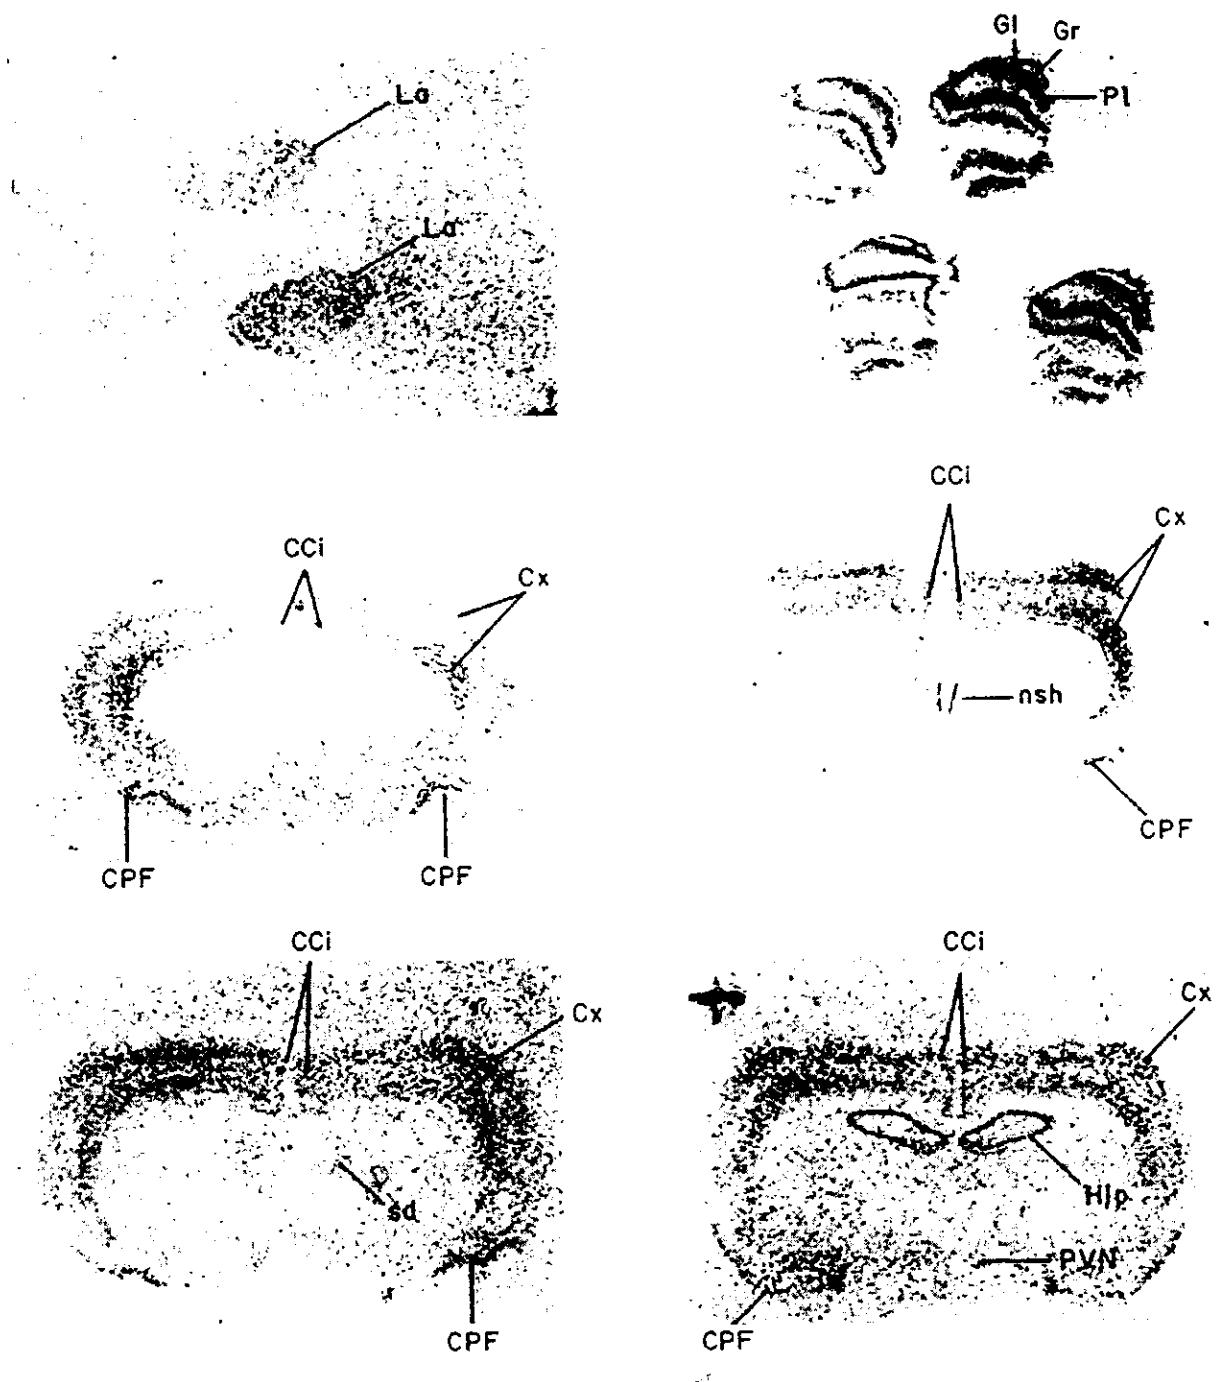 La
La
Gl Gr
Pl
CCi
Cx
CPF CPF
CCi
Cx
nsh
CPF
CCi
Cx
sd
CPF
CCi
Cx
Hip
PVN
CPF